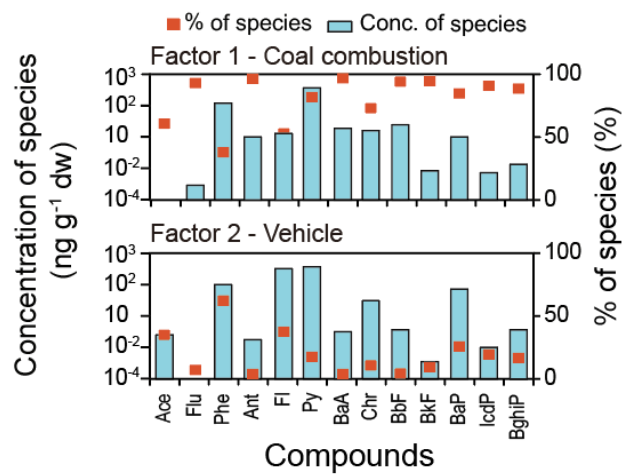 % of species Conc. of species
Factor 1 - Coal combustion
10³ 100
10²
10 50
10⁻²
10⁻⁴ 0
Factor 2 - Vehicle
10³ 100
10²
10 50
10⁻²
10⁻⁴ 0
Concentration of species
(ng g⁻¹ dw)
% of species (%)
Ace Flu Phe Ant Fl Py BaA Chr BbF BkF BaP IcdP BghiP
Compounds